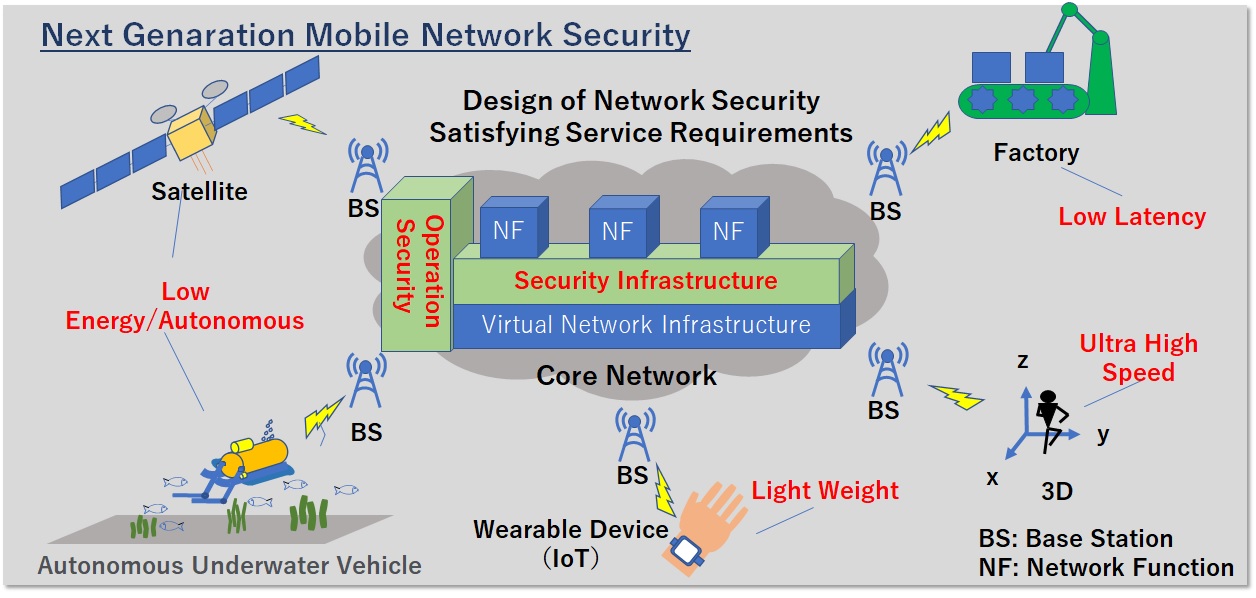 Next Genaration Mobile Network Security
Design of Network Security
Satisfying Service Requirements
Satellite
BS
Factory
BS
Low Latency
Operation
Security
NF
NF
NF
Security Infrastructure
Virtual Network Infrastructure
Core Network
Low
Energy/Autonomous
BS
BS
Ultra High
Speed
z
y
x
3D
BS
Light Weight
Wearable Device
(IoT)
Autonomous Underwater Vehicle
BS: Base Station
NF: Network Function